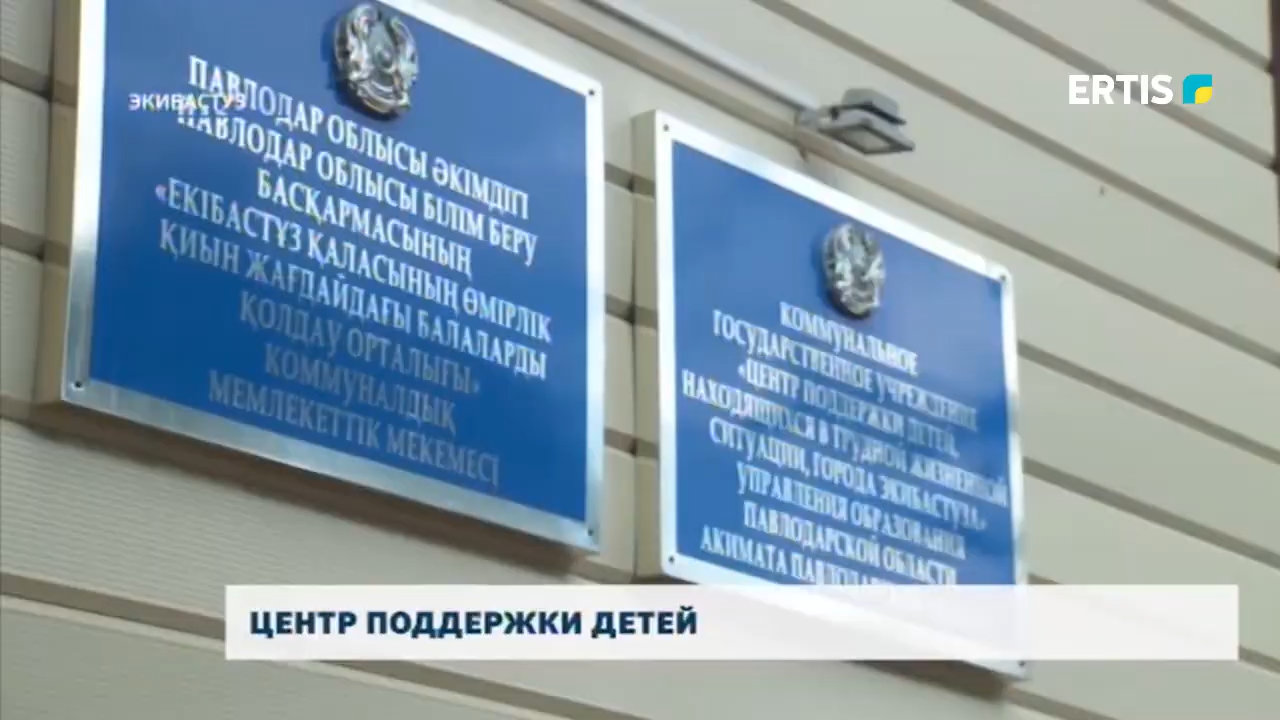 ЭКИБАСТУЗ
ERTIS
ПАВЛОДАР ОБЛЫСЫ ӘКІМДІГІ
ПАВЛОДАР ОБЛЫСЫ БІЛІМ БЕРУ
БАСҚАРМАСЫНЫҢ
«ЕКІБАСТҰЗ ҚАЛАСЫНЫҢ ӨМІРЛІК
ҚИЫН ЖАҒДАЙДАҒЫ БАЛАЛАРДЫ
ҚОЛДАУ ОРТАЛЫҒЫ»
КОММУНАЛДЫҚ
МЕМЛЕКЕТТІК МЕКЕМЕСІ
КОММУНАЛЬНОЕ
ГОСУДАРСТВЕННОЕ УЧРЕЖДЕНИЕ
«ЦЕНТР ПОДДЕРЖКИ ДЕТЕЙ,
НАХОДЯЩИХСЯ В ТРУДНОЙ ЖИЗНЕННОЙ
СИТУАЦИИ, ГОРОДА ЭКИБАСТУЗА»
УПРАВЛЕНИЯ ОБРАЗОВАНИЯ
ПАВЛОДАРСКОЙ ОБЛАСТИ
АКИМАТА
ЦЕНТР ПОДДЕРЖКИ ДЕТЕЙ